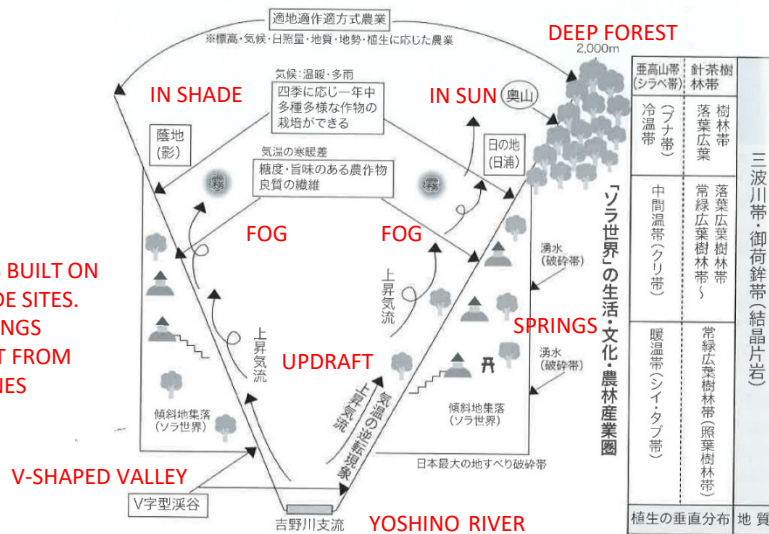 適地適作適方式農業
※標高・気候・日照量・地質・地勢・植生に応じた農業
DEEP FOREST
2,000m
IN SHADE
気候：温暖・多雨
四季に応じ一年中
多種多様な作物の
栽培ができる
IN SUN
奥山
蔭地
(影)
日の地
(日浦)
気温の寒暖差
糖度・旨味のある農作物
良質の繊維
霧
霧
FOG
FOG
BUILT ON
DE SITES.
NGS
T FROM
NES
上昇気流
上昇気流
湧水
(破砕帯)
SPRINGS
UPDRAFT
湧水
(破砕帯)
気温の逆転現象
上昇気流
傾斜地集落
(ソラ世界)
傾斜地集落
(ソラ世界)
日本最大の地すべり破砕帯
V-SHAPED VALLEY
V字型渓谷
吉野川支流
YOSHINO RIVER
「ソラ世界」の生活・文化・農林産業圏
亜高山帯
(シラベ帯)
針茶樹
林帯
冷温帯
(ブナ帯)
落葉広葉
樹林帯
中間温帯(クリ帯)
落葉広葉樹林帯
常緑広葉樹林帯〜
暖温帯(シイ・タブ帯)
常緑広葉樹林帯(照葉樹林帯)
三波川帯・御荷鉾帯(結晶片岩)
植生の垂直分布
地質